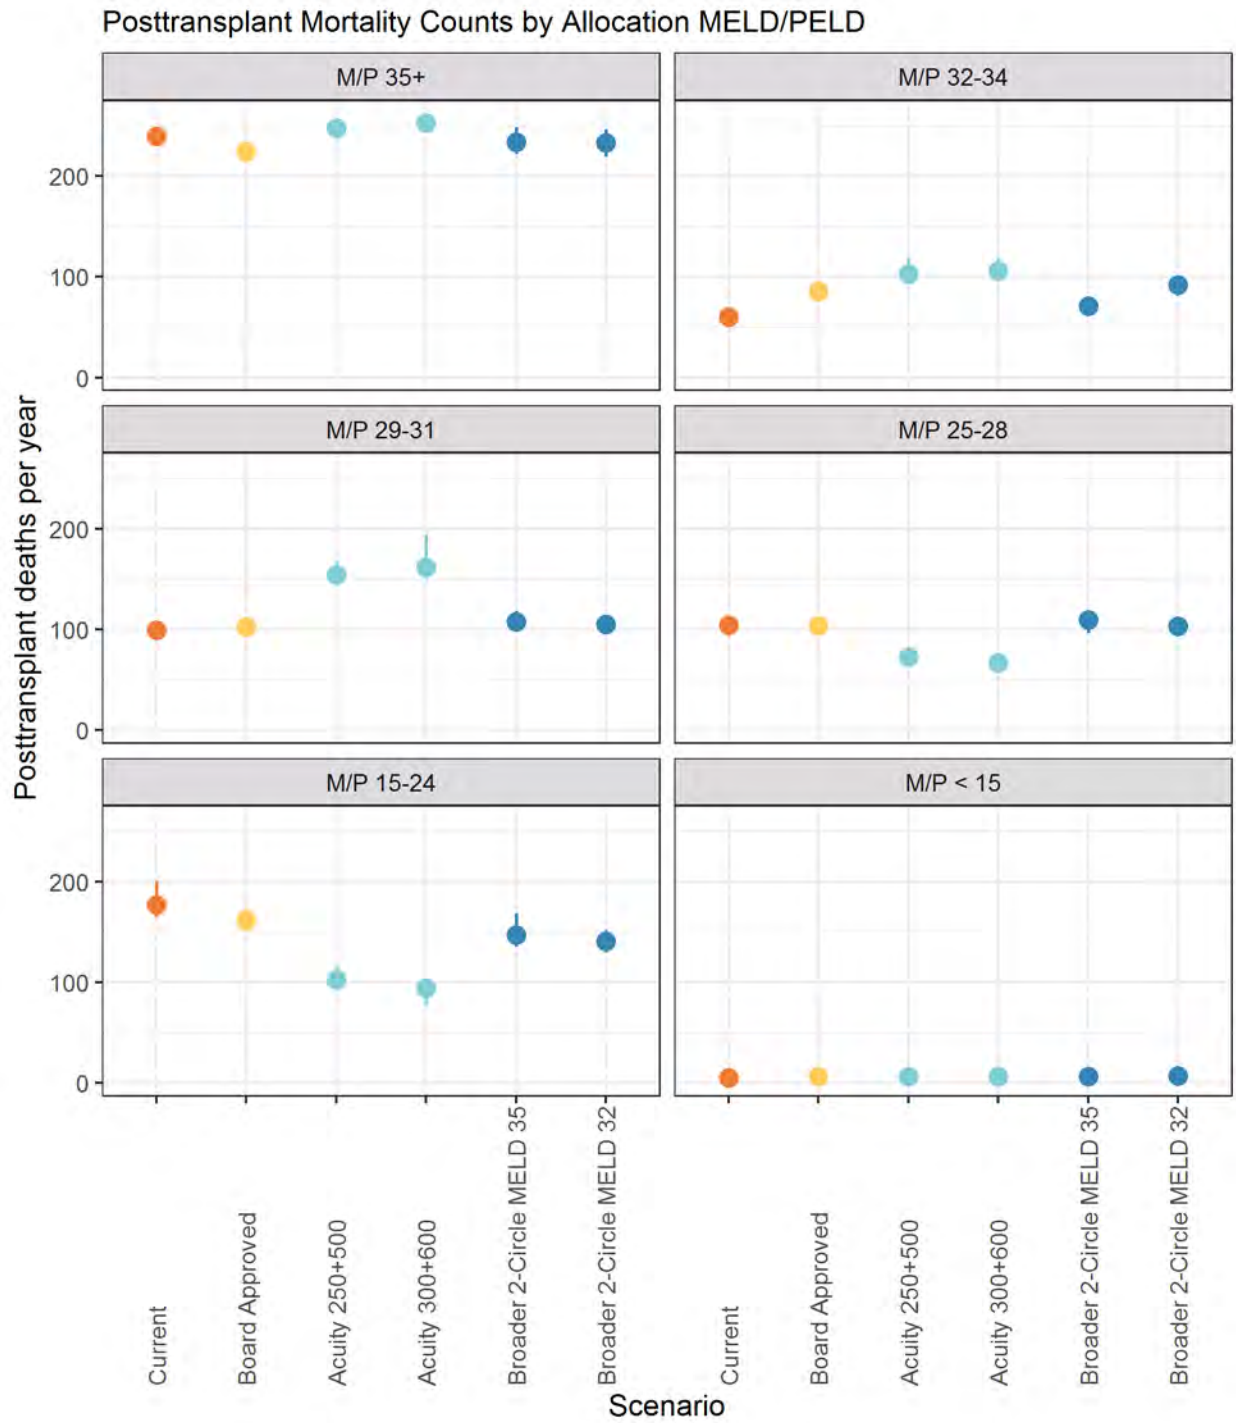 Posttransplant Mortality Counts by Allocation MELD/PELD
M/P 35+
M/P 32-34
200
100
0
M/P 29-31
M/P 25-28
200
100
0
M/P 15-24
M/P < 15
200
100
0
Posttransplant deaths per year
Current
Board Approved
Acuity 250+500
Acuity 300+600
Broader 2-Circle MELD 35
Broader 2-Circle MELD 32
Current
Board Approved
Acuity 250+500
Acuity 300+600
Broader 2-Circle MELD 35
Broader 2-Circle MELD 32
Scenario